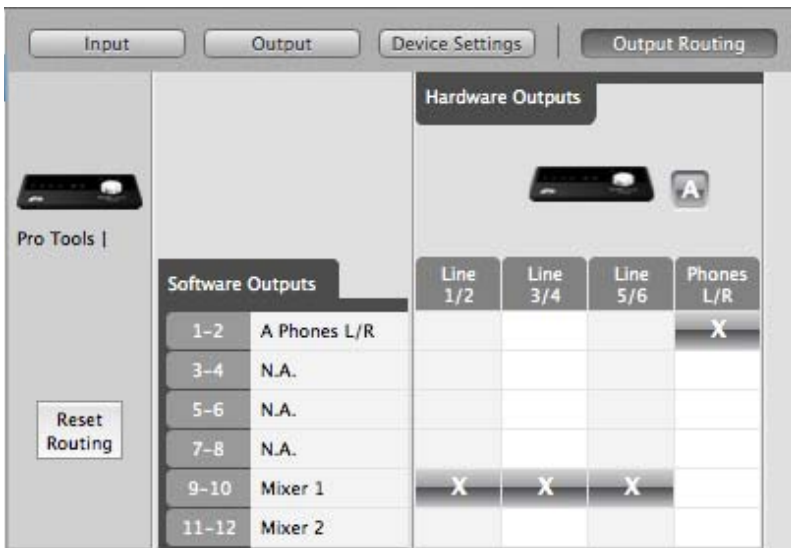 Input Output Device Settings Output Routing
Hardware Outputs
A
Pro Tools |
Software Outputs Line 1/2 Line 3/4 Line 5/6 Phones L/R
1-2 A Phones L/R X
3-4 N.A.
5-6 N.A.
Reset Routing
7-8 N.A.
9-10 Mixer 1 X X X
11-12 Mixer 2